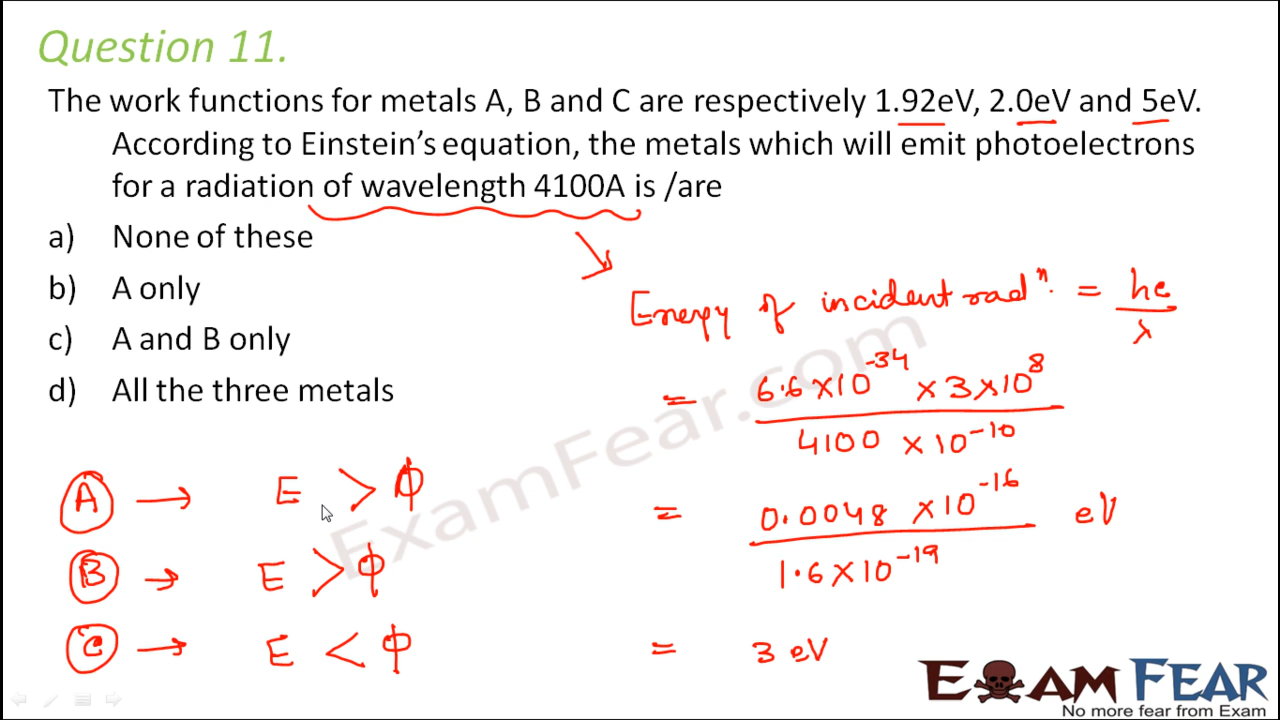 Question 11.
The work functions for metals A, B and C are respectively 1.92eV, 2.0eV and 5eV.
According to Einstein's equation, the metals which will emit photoelectrons
for a radiation of wavelength 4100A is /are
a) None of these
b) A only
c) A and B only
d) All the three metals
Energy of incident radⁿ. = hc/λ
= 6.6×10⁻³⁴ × 3×10⁸ / 4100 × 10⁻¹⁰
= 0.0048 ×10⁻¹⁶ / 1.6×10⁻¹⁹ eV
= 3 eV
A → E > ϕ
B → E > ϕ
C → E < ϕ
ExamFear.com
EXAM FEAR
No more fear from Exam